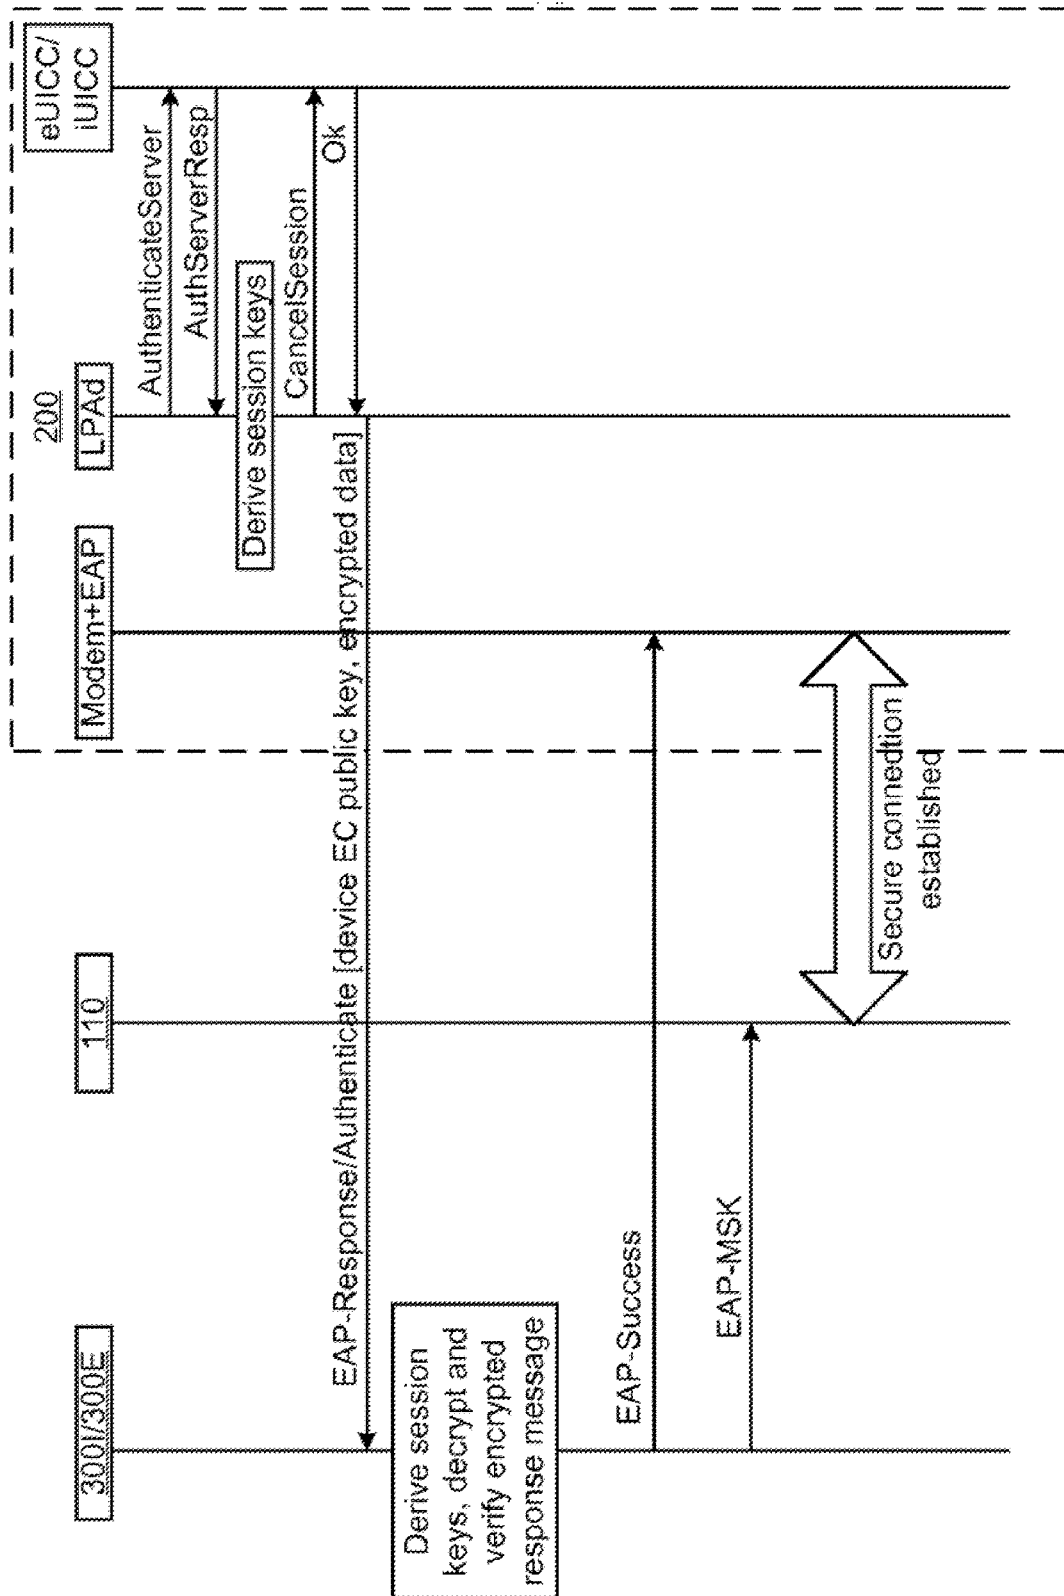 200
300I/300E
110
Modem+EAP
LPAd
eUICC/
iUICC
AuthenticateServer
AuthServerResp
Derive session keys
CancelSession
Ok
EAP-Response/Authenticate [device EC public key, encrypted data]
Derive session
keys, decrypt and
verify encrypted
response message
EAP-Success
EAP-MSK
Secure connection
established